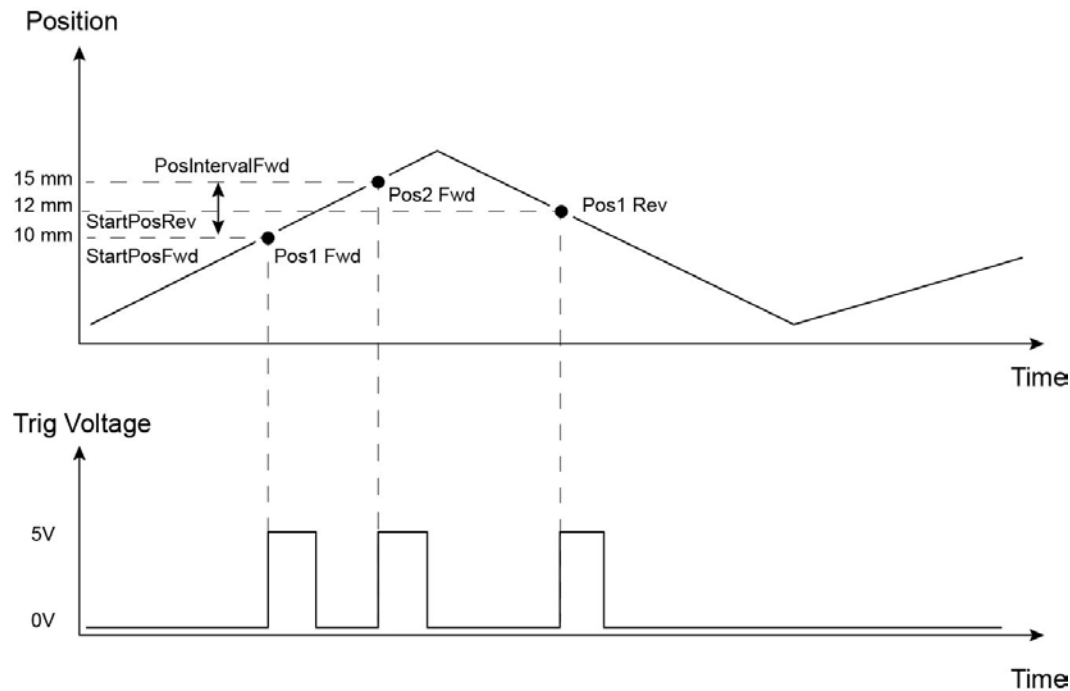 Position
PosIntervalFwd
15 mm
Pos2 Fwd
12 mm
Pos1 Rev
StartPosRev
10 mm
StartPosFwd
Pos1 Fwd
Time
Trig Voltage
5V
0V
Time